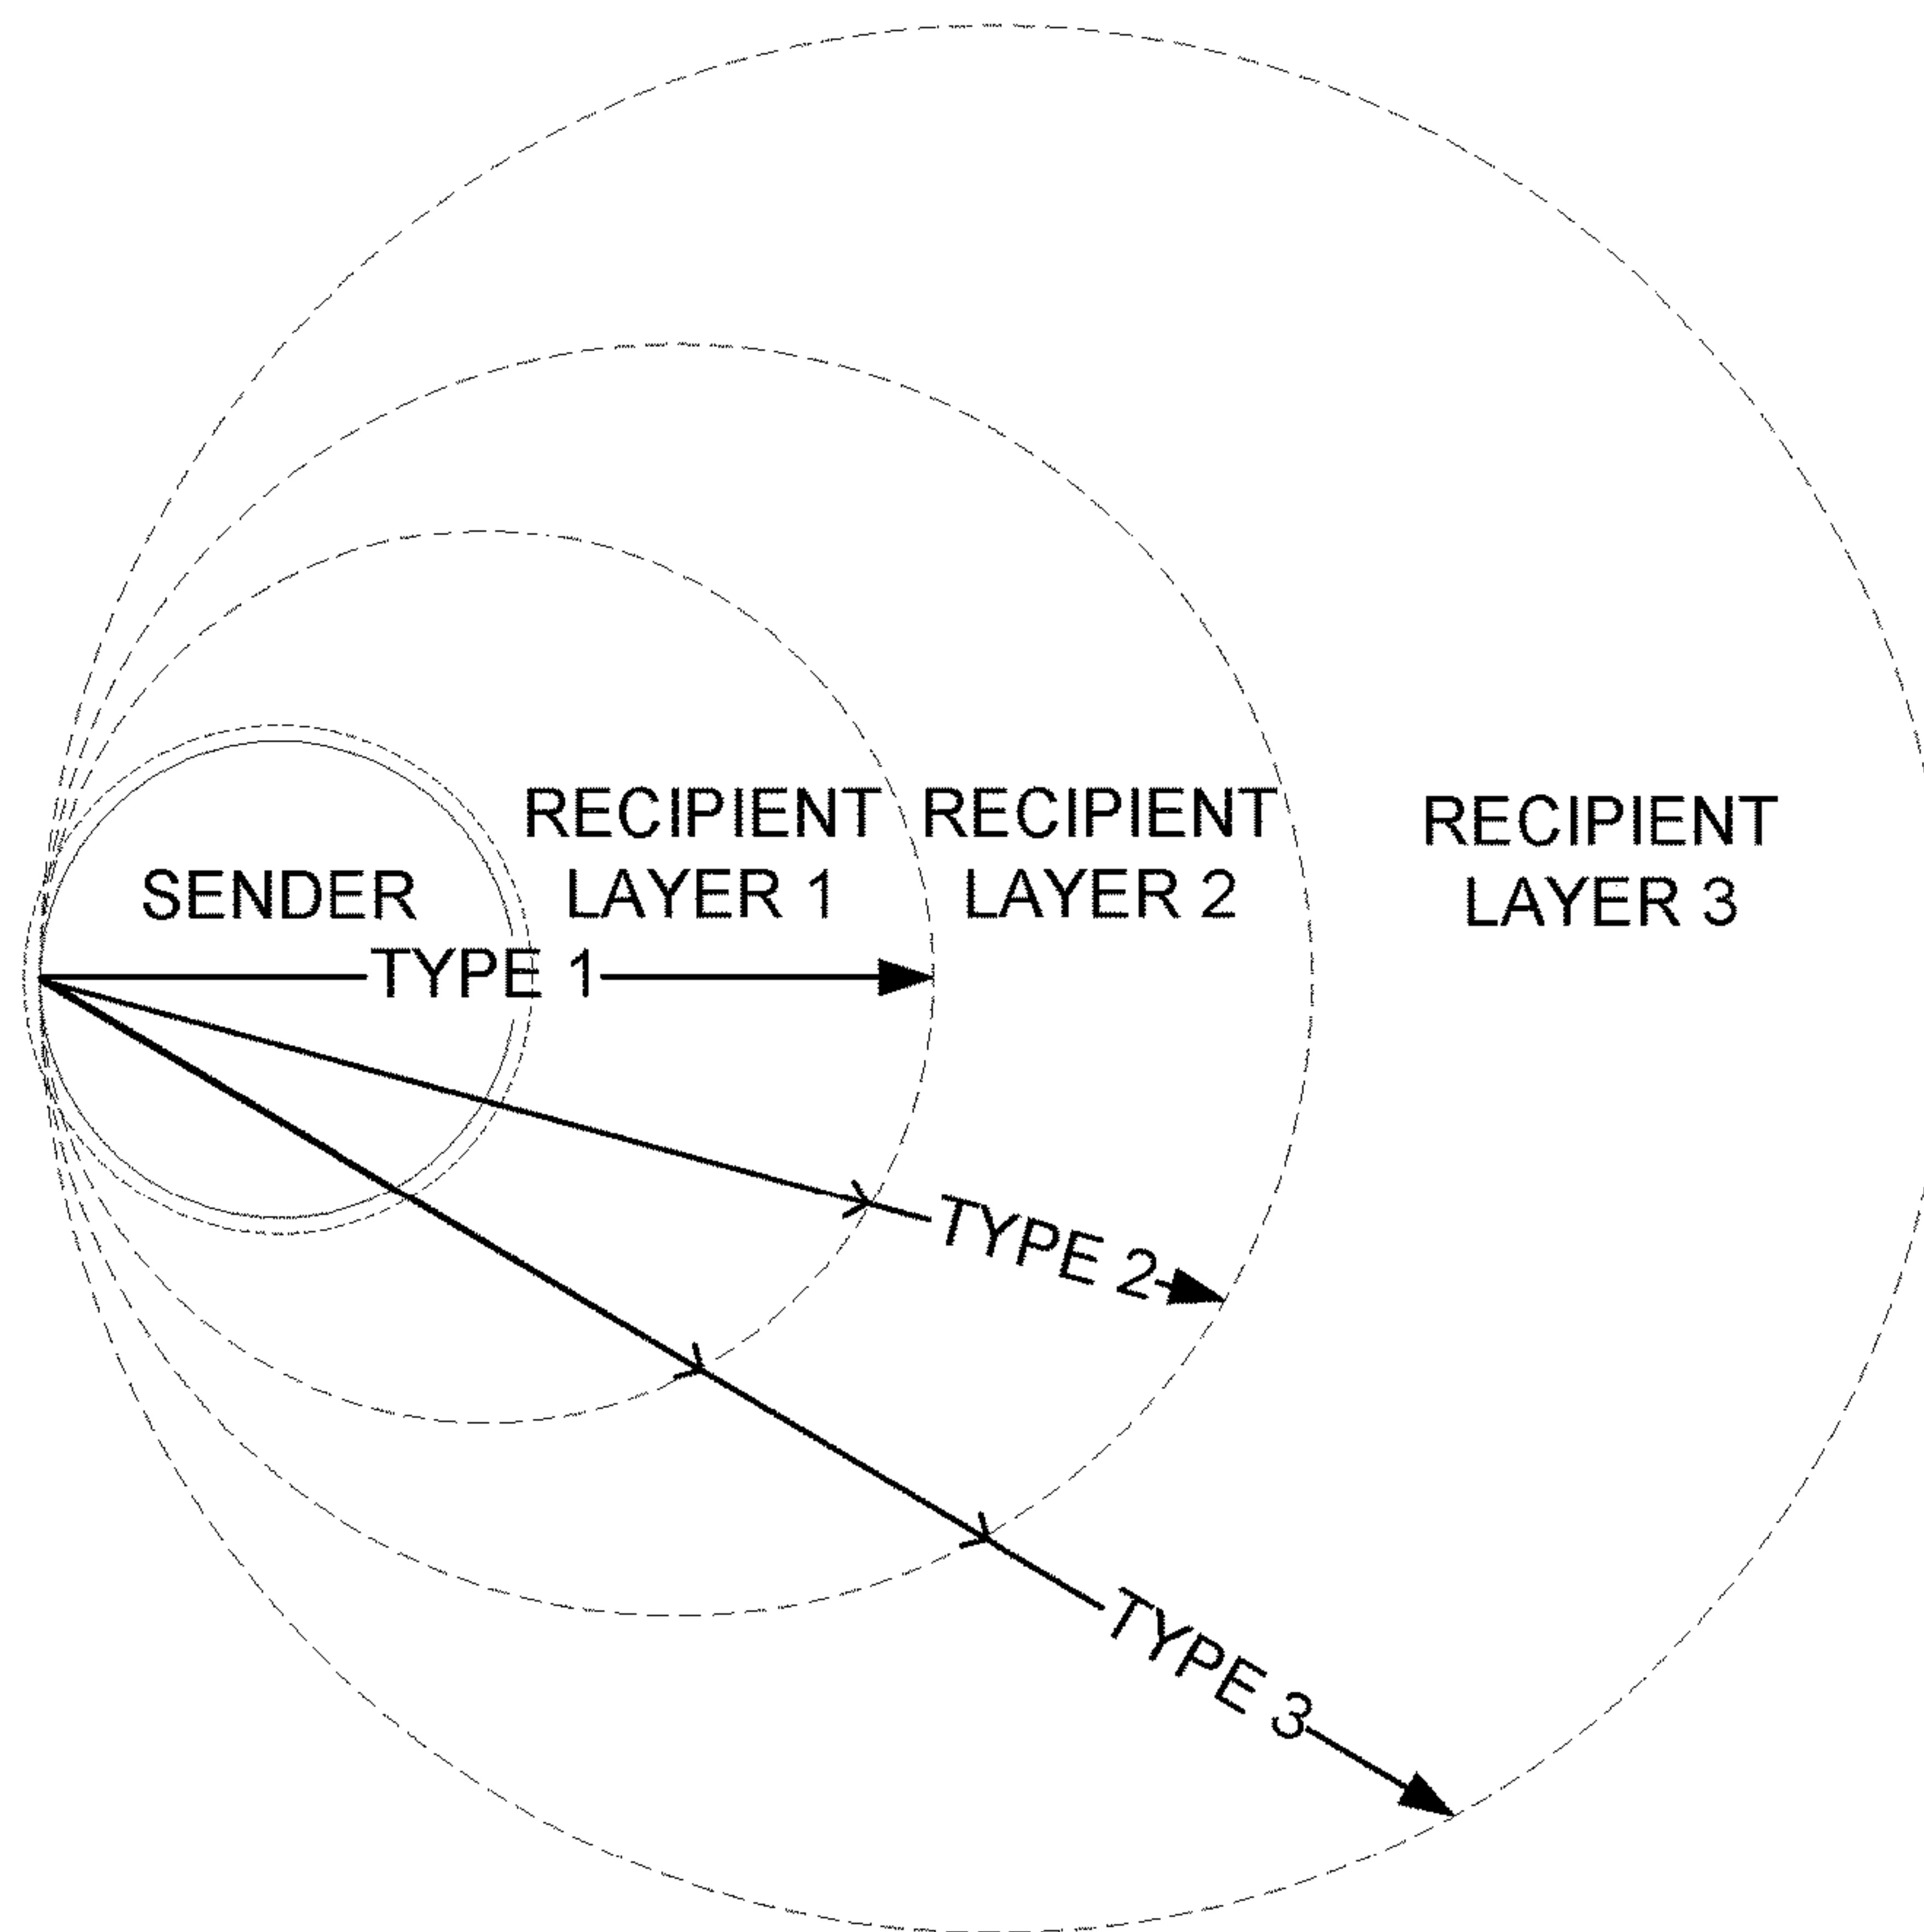 RECIPIENT
LAYER 1
RECIPIENT
LAYER 2
RECIPIENT
LAYER 3
SENDER
TYPE 1
TYPE 2
TYPE 3